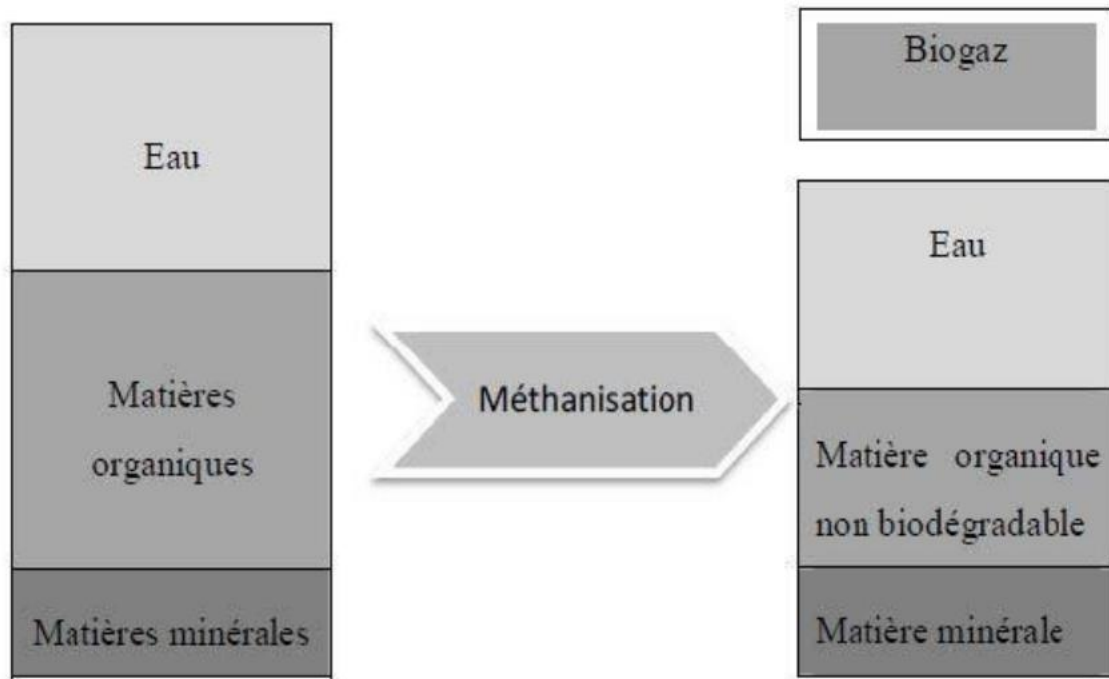 Eau
Matières
organiques
Matières minérales
Méthanisation
Biogaz
Eau
Matière organique
non biodégradable
Matière minérale